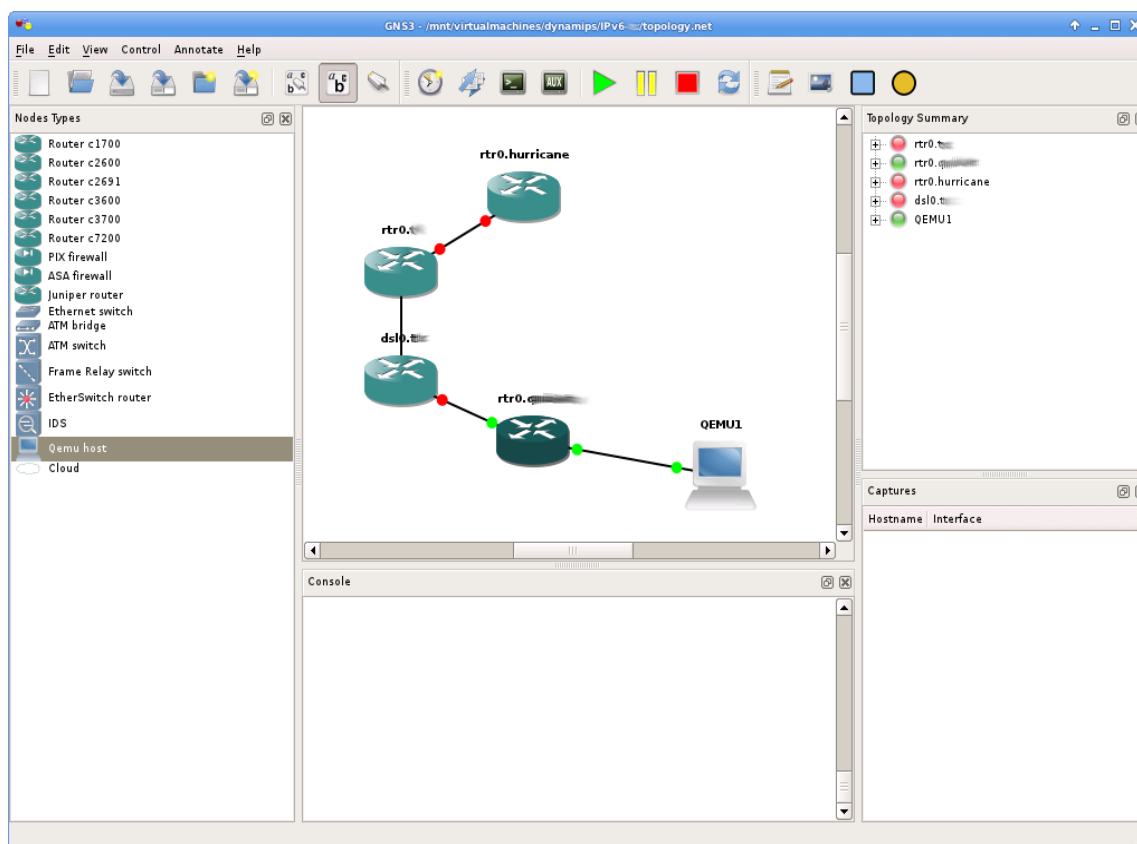 GNS3 - /mnt/virtualmachines/dynamips/IPv6- /topology.net
File Edit View Control Annotate Help
AUX
Nodes Types
Router c1700
Router c2600
Router c2691
Router c3600
Router c3700
Router c7200
PIX firewall
ASA firewall
Juniper router
Ethernet switch
ATM bridge
ATM switch
Frame Relay switch
EtherSwitch router
IDS
Qemu host
Cloud
rtr0.hurricane
rtr0.
dsl0.
rtr0.
QEMU1
Console
Topology Summary
rtr0.
rtr0.
rtr0.hurricane
dsl0.
QEMU1
Captures
Hostname Interface